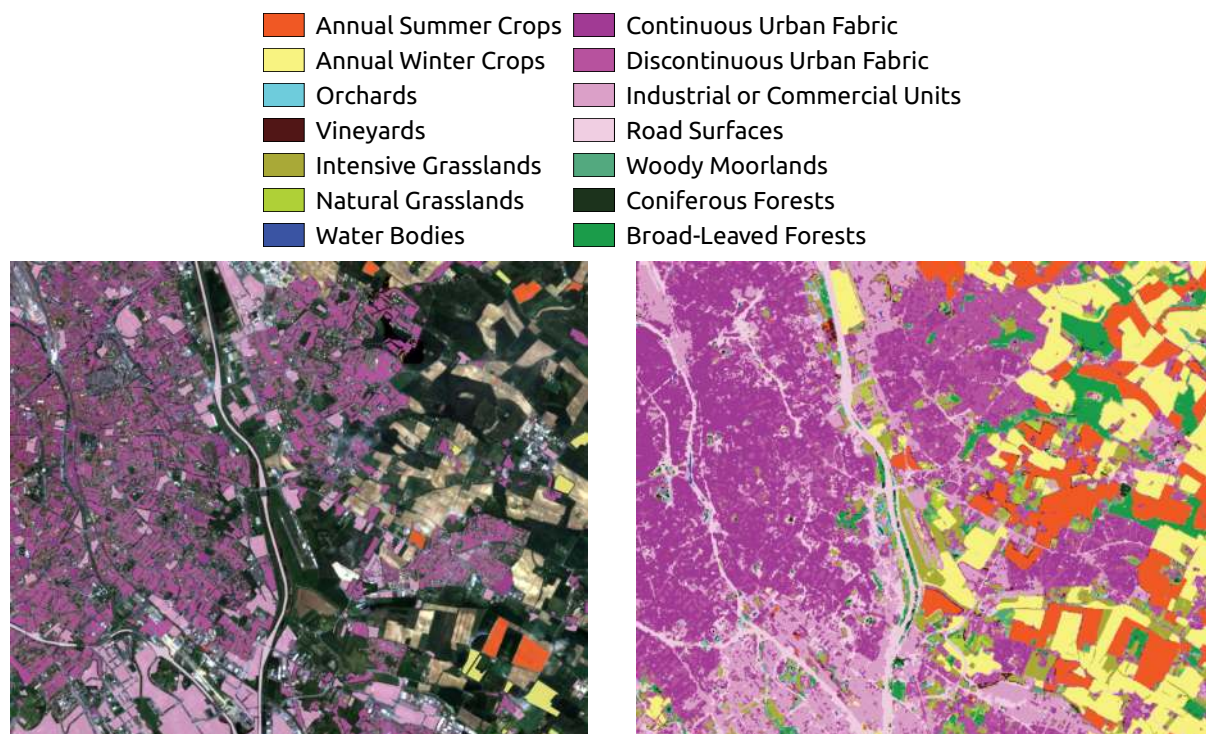 Annual Summer Crops
Annual Winter Crops
Orchards
Vineyards
Intensive Grasslands
Natural Grasslands
Water Bodies
Continuous Urban Fabric
Discontinuous Urban Fabric
Industrial or Commercial Units
Road Surfaces
Woody Moorlands
Coniferous Forests
Broad-Leaved Forests